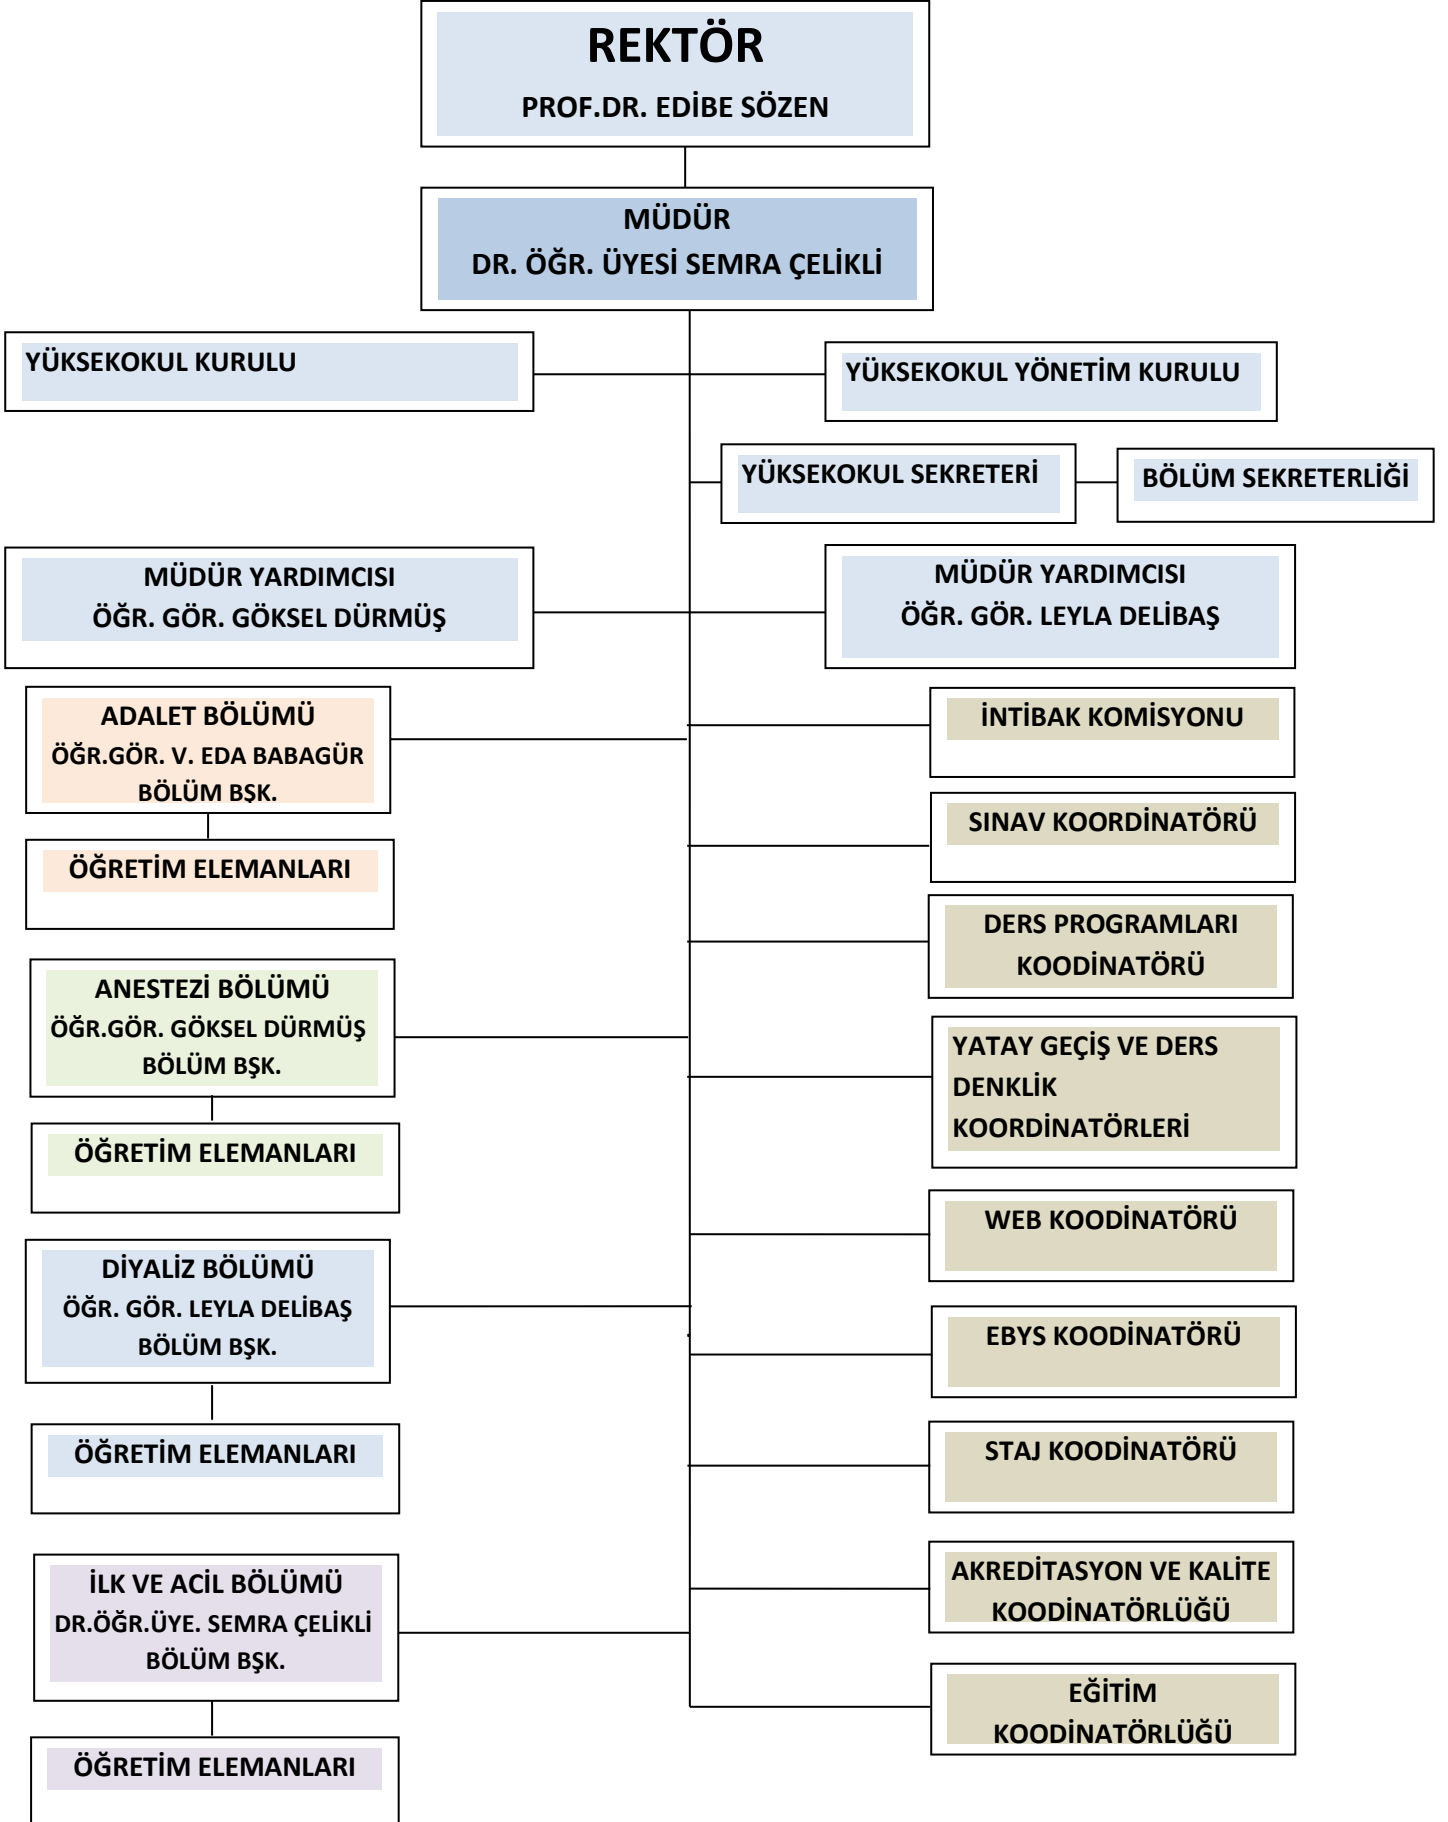 REKTÖR
PROF.DR. EDİBE SÖZEN
MÜDÜR
DR. ÖĞR. ÜYESİ SEMRA ÇELİKLİ
YÜKSEKOKUL KURULU
YÜKSEKOKUL YÖNETİM KURULU
YÜKSEKOKUL SEKRETERİ
BÖLÜM SEKRETERLİĞİ
MÜDÜR YARDIMCISI
ÖĞR. GÖR. GÖKSEL DÜRMÜŞ
MÜDÜR YARDIMCISI
ÖĞR. GÖR. LEYLA DELİBAŞ
ADALET BÖLÜMÜ
ÖĞR.GÖR. V. EDA BABAGÜR
BÖLÜM BŞK.
ÖĞRETİM ELEMANLARI
ANESTEZİ BÖLÜMÜ
ÖĞR.GÖR. GÖKSEL DÜRMÜŞ
BÖLÜM BŞK.
ÖĞRETİM ELEMANLARI
DİYALİZ BÖLÜMÜ
ÖĞR. GÖR. LEYLA DELİBAŞ
BÖLÜM BŞK.
ÖĞRETİM ELEMANLARI
İLK VE ACİL BÖLÜMÜ
DR.ÖĞR.ÜYE. SEMRA ÇELİKLİ
BÖLÜM BŞK.
ÖĞRETİM ELEMANLARI
İNTİBAK KOMİSYONU
SINAV KOORDİNATÖRÜ
DERS PROGRAMLARI
KOODİNATÖRÜ
YATAY GEÇİŞ VE DERS
DENKLİK
KOORDİNATÖRLERİ
WEB KOODİNATÖRÜ
EBYS KOODİNATÖRÜ
STAJ KOODİNATÖRÜ
AKREDİTASYON VE KALİTE
KOODİNATÖRLÜĞÜ
EĞİTİM
KOODİNATÖRLÜĞÜ